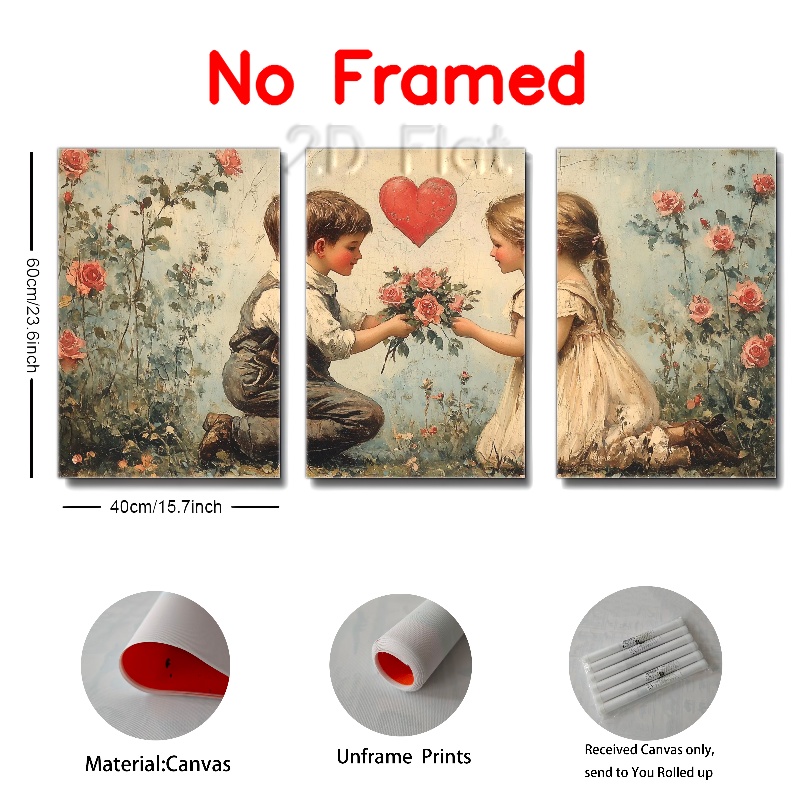 No Framed
2D Flat
60cm/23.6inch
40cm/15.7inch
Material:Canvas
Unframe Prints
Received Canvas only,
send to You Rolled up